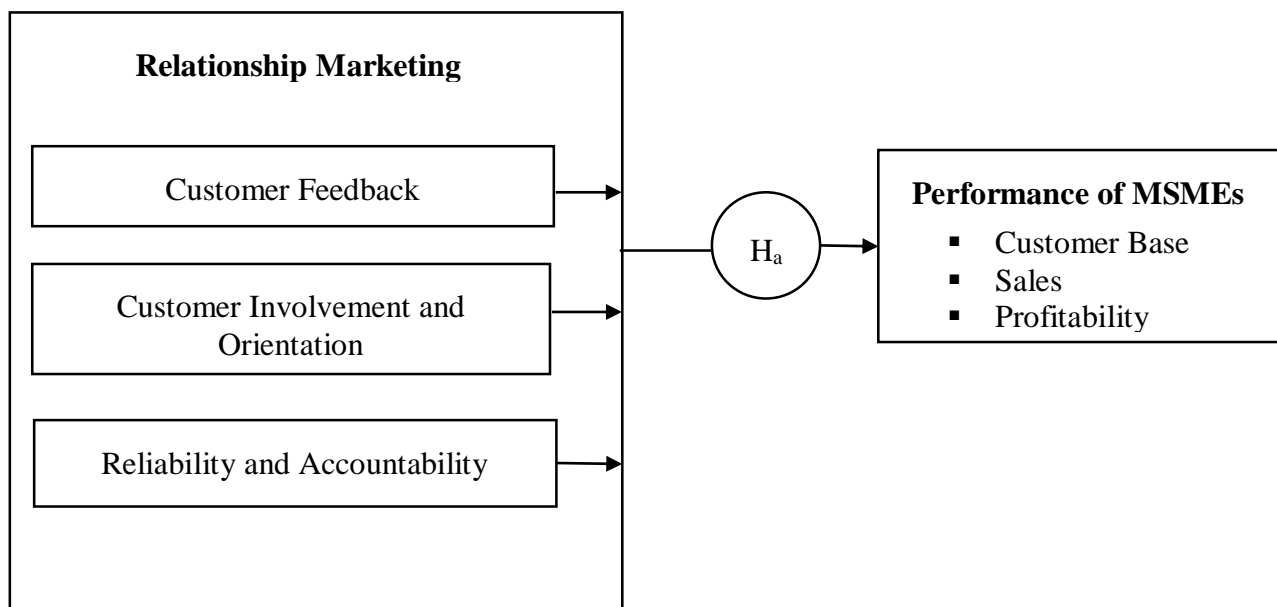 Relationship Marketing
Customer Feedback
Customer Involvement and
Orientation
Reliability and Accountability
Hₐ
Performance of MSMEs
▪ Customer Base
▪ Sales
▪ Profitability